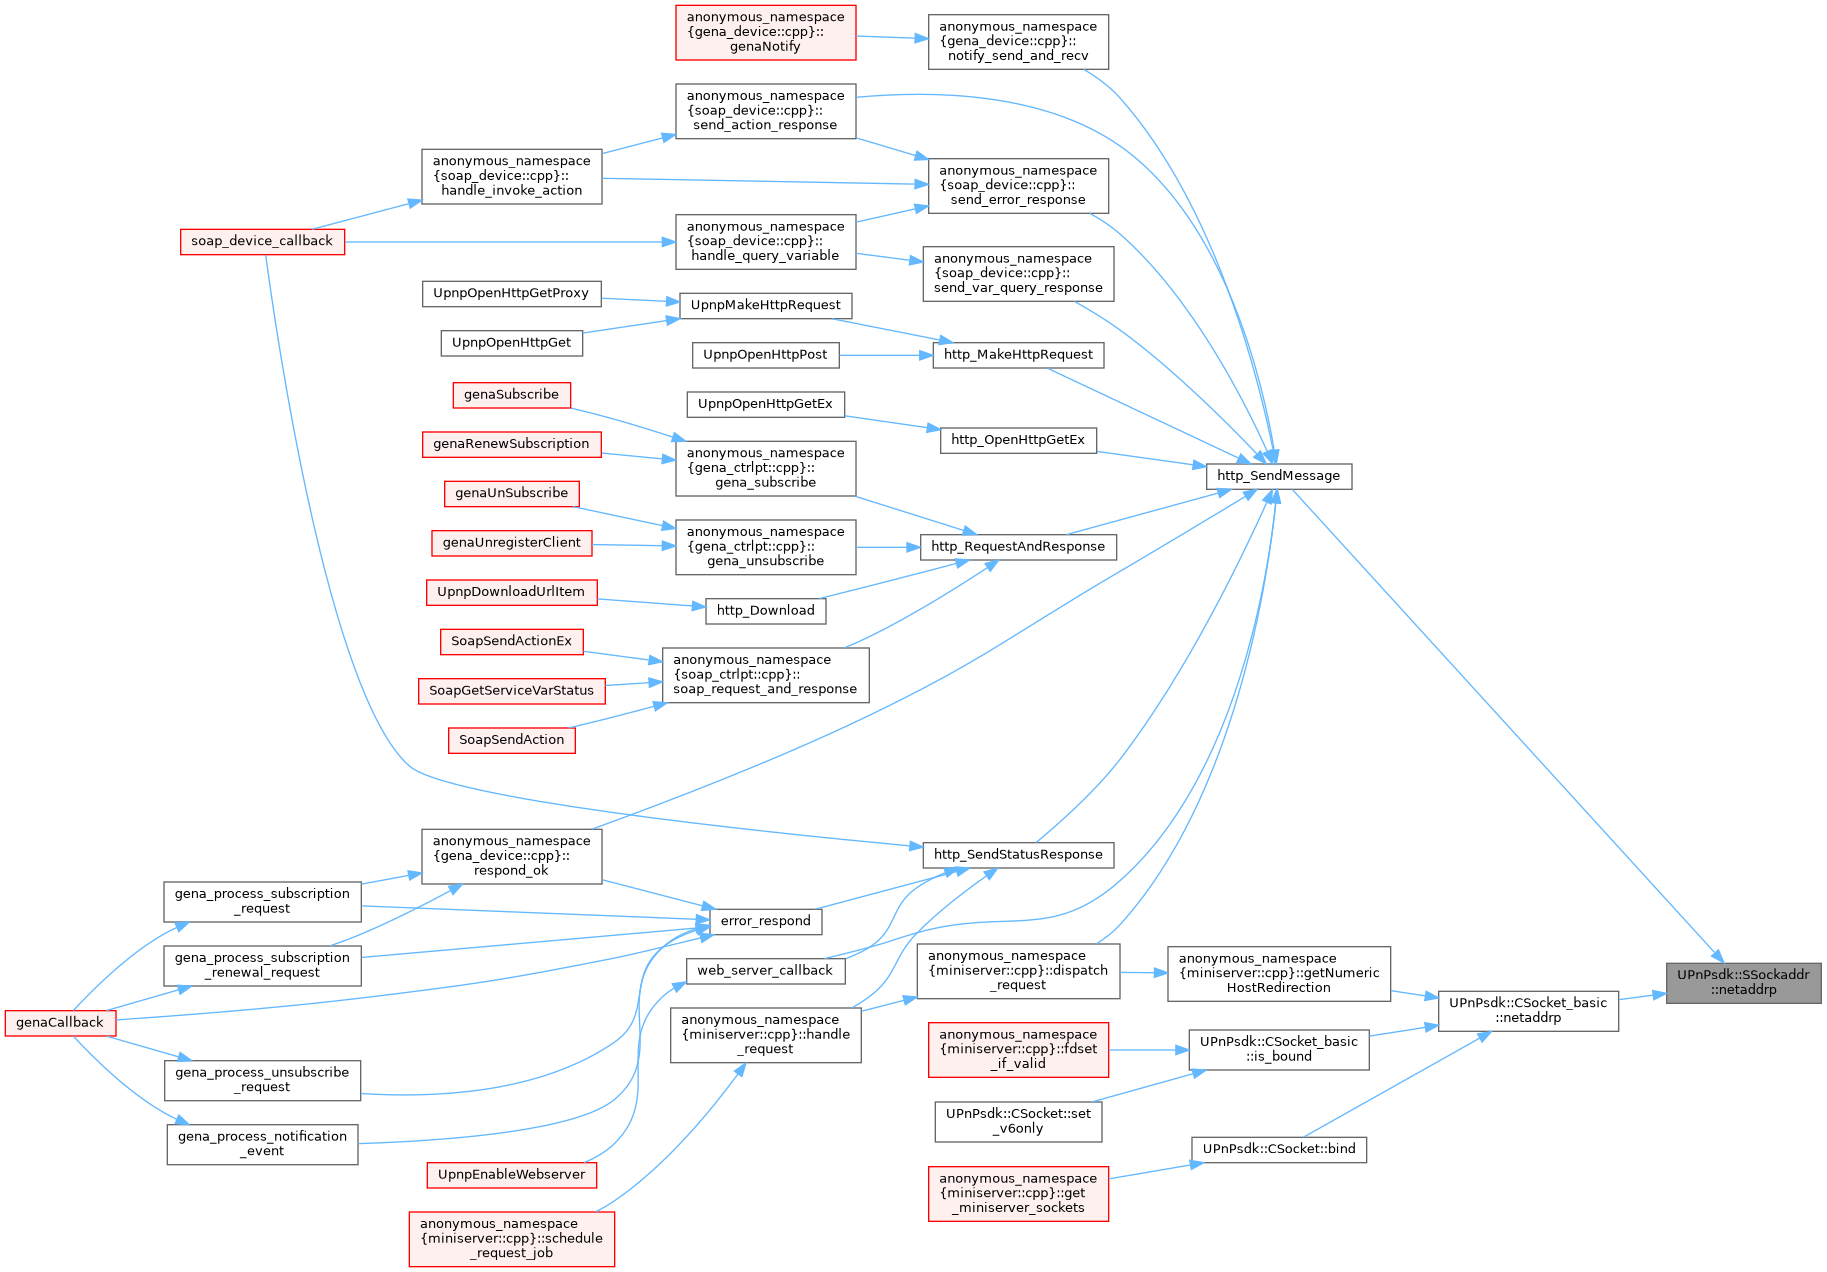 anonymous_namespace
{gena_device::cpp}::
genaNotify
anonymous_namespace
{gena_device::cpp}::
notify_send_and_recv
anonymous_namespace
{soap_device::cpp}::
send_action_response
anonymous_namespace
{soap_device::cpp}::
handle_invoke_action
anonymous_namespace
{soap_device::cpp}::
send_error_response
soap_device_callback
anonymous_namespace
{soap_device::cpp}::
handle_query_variable
anonymous_namespace
{soap_device::cpp}::
send_var_query_response
UpnpOpenHttpGetProxy
UpnpMakeHttpRequest
UpnpOpenHttpGet
UpnpOpenHttpPost
http_MakeHttpRequest
genaSubscribe
UpnpOpenHttpGetEx
http_OpenHttpGetEx
genaRenewSubscription
anonymous_namespace
{gena_ctrlpt::cpp}::
gena_subscribe
http_SendMessage
genaUnSubscribe
genaUnregisterClient
anonymous_namespace
{gena_ctrlpt::cpp}::
gena_unsubscribe
http_RequestAndResponse
UpnpDownloadUrlItem
http_Download
SoapSendActionEx
anonymous_namespace
{soap_ctrlpt::cpp}::
soap_request_and_response
SoapGetServiceVarStatus
SoapSendAction
anonymous_namespace
{gena_device::cpp}::
respond_ok
http_SendStatusResponse
gena_process_subscription
_request
error_respond
gena_process_subscription
_renewal_request
web_server_callback
anonymous_namespace
{miniserver::cpp}::dispatch
_request
anonymous_namespace
{miniserver::cpp}::getNumeric
HostRedirection
UPnPsdk::SSockaddr
::netaddrp
UPnPsdk::CSocket_basic
::netaddrp
genaCallback
anonymous_namespace
{miniserver::cpp}::handle
_request
anonymous_namespace
{miniserver::cpp}::fdset
_if_valid
UPnPsdk::CSocket_basic
::is_bound
gena_process_unsubscribe
_request
UPnPsdk::CSocket::set
_v6only
gena_process_notification
_event
UPnPsdk::CSocket::bind
UpnpEnableWebserver
anonymous_namespace
{miniserver::cpp}::get
_miniserver_sockets
anonymous_namespace
{miniserver::cpp}::schedule
_request_job